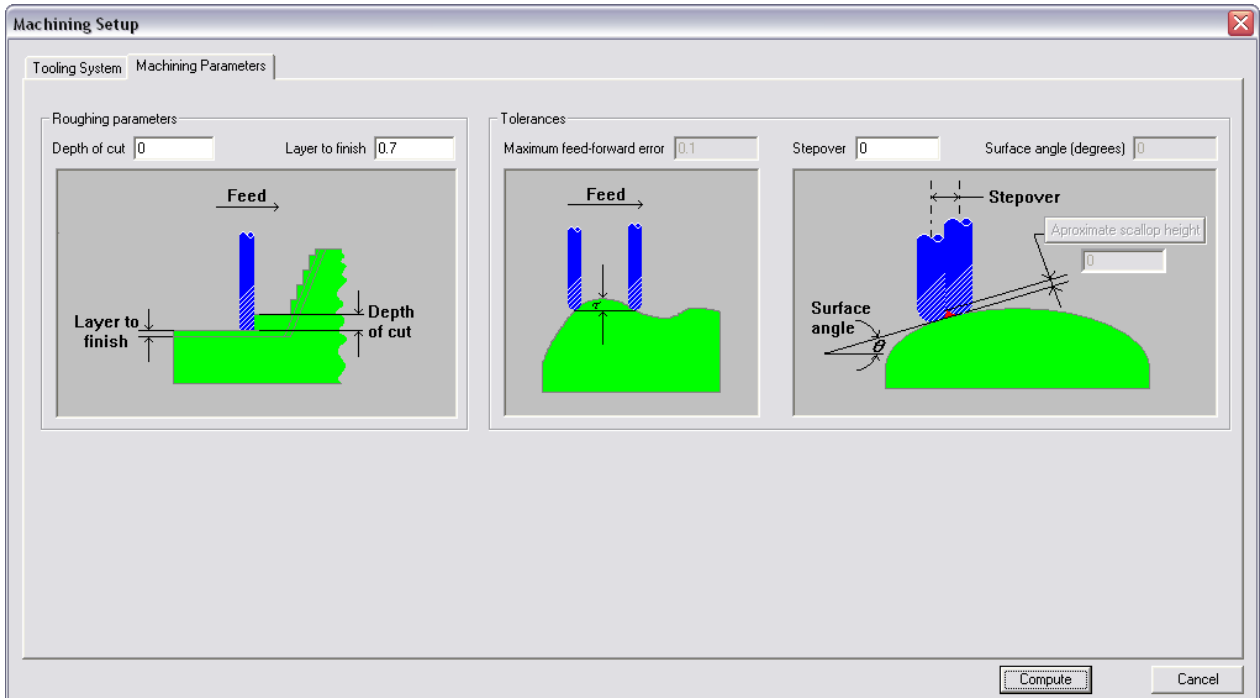 Machining Setup
Tooling System
Machining Parameters
Roughing parameters
Depth of cut 0
Layer to finish 0.7
Feed
Layer to
finish
Depth
of cut
Tolerances
Maximum feed-forward error 0.1
Stepover 0
Surface angle (degrees) 0
Feed
τ
Stepover
Aproximate scallop height
0
Surface
angle
θ
Compute
Cancel